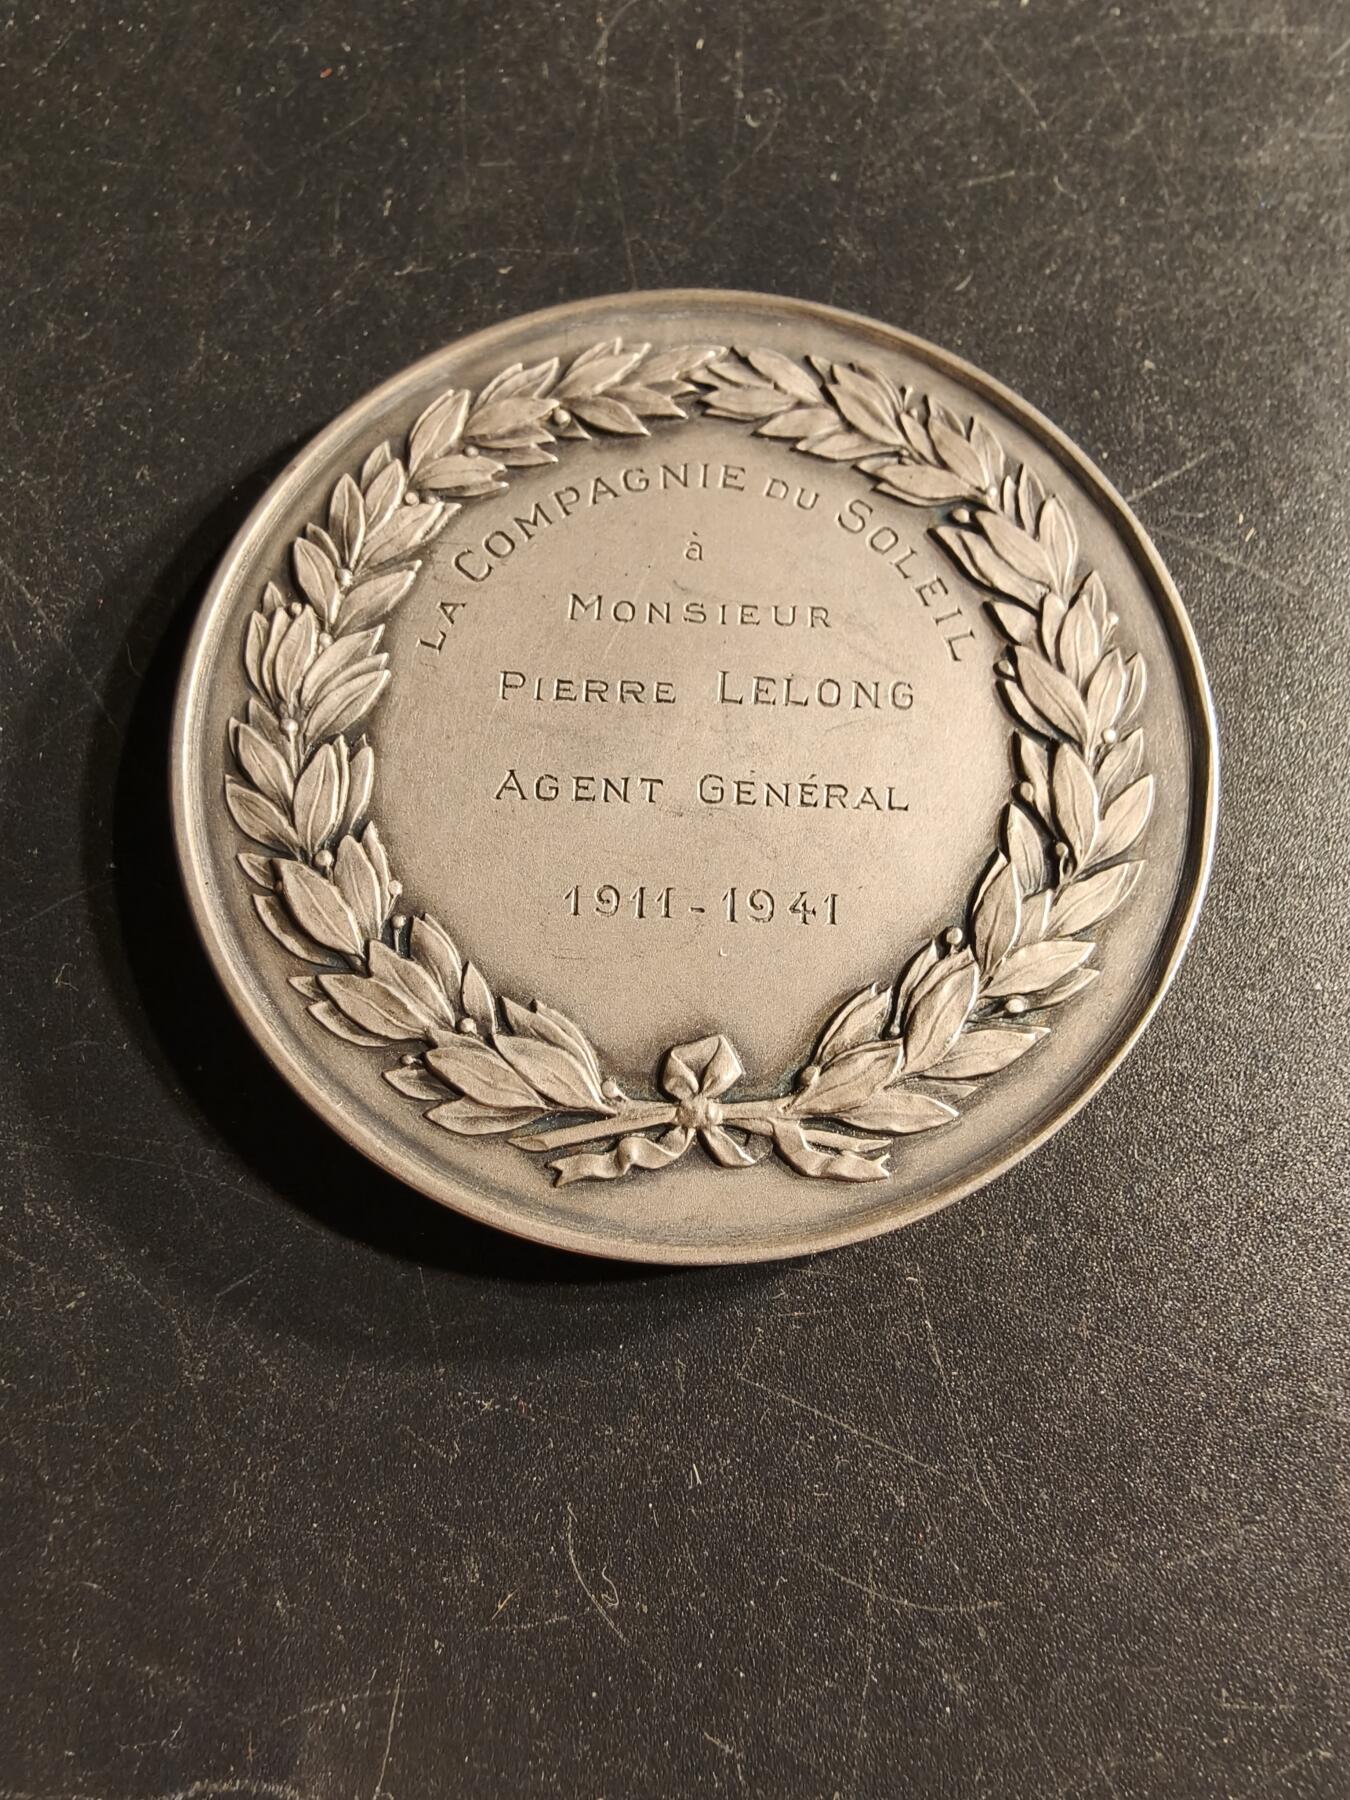 LA COMPAGNIE DU SOLEIL
à
MONSIEUR
PIERRE LELONG
AGENT GÉNÉRAL
1911-1941